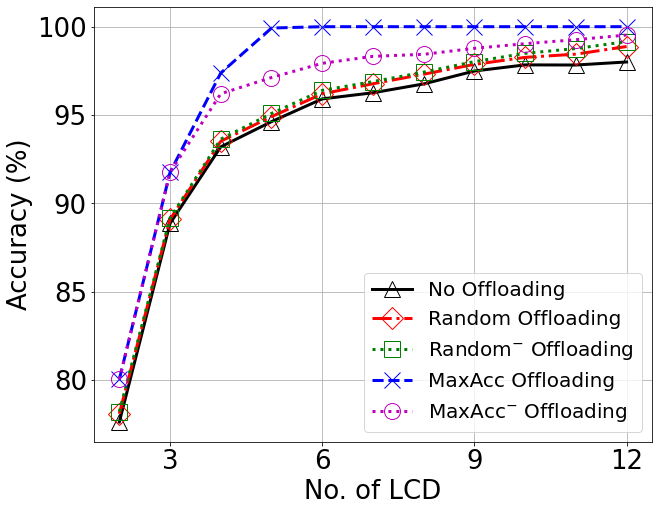 Accuracy (%)
100
95
90
85
80
No Offloading
Random Offloading
Random⁻ Offloading
MaxAcc Offloading
MaxAcc⁻ Offloading
3 6 9 12
No. of LCD